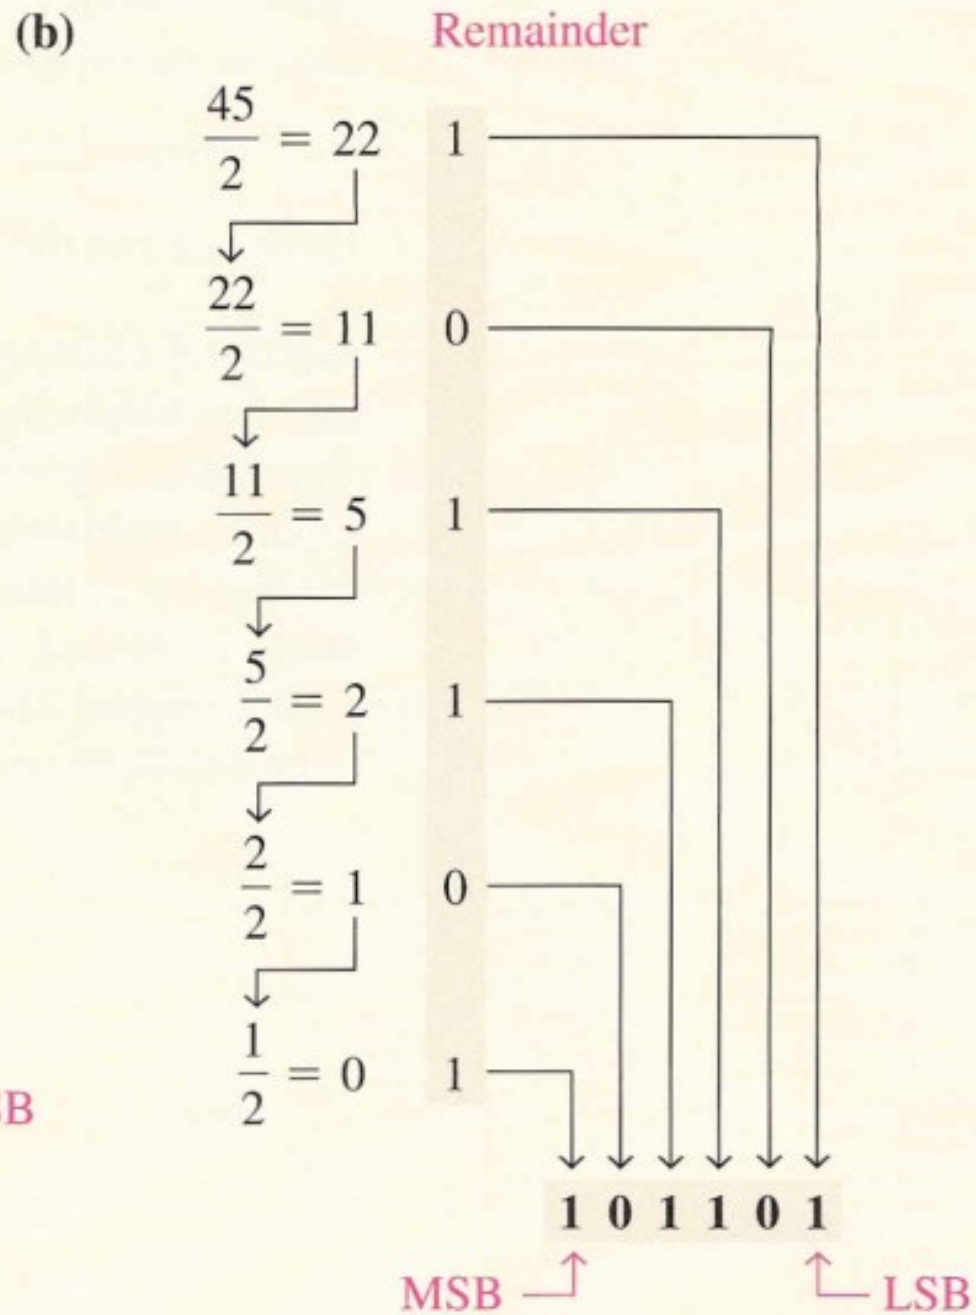 (b) Remainder
45/2 = 22 1
22/2 = 11 0
11/2 = 5 1
5/2 = 2 1
2/2 = 1 0
1/2 = 0 1
B
1 0 1 1 0 1
MSB LSB